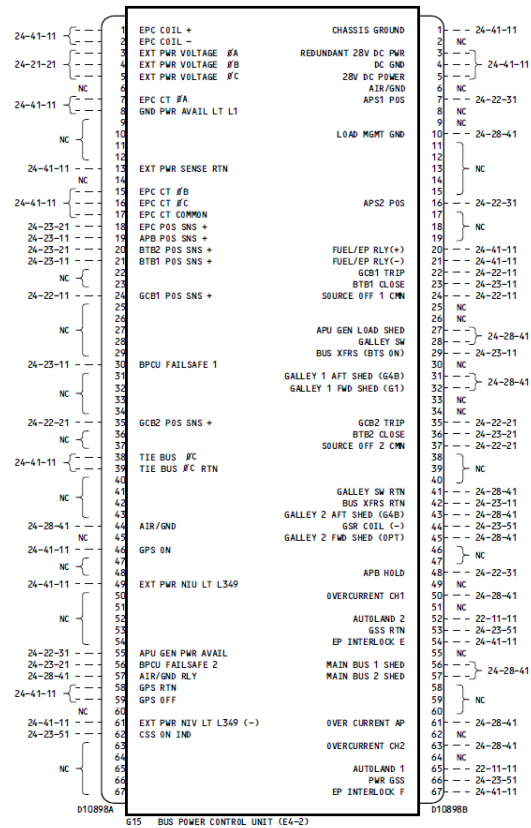 24-41-11 1 EPC COIL + CHASSIS GROUND 1 24-41-11
2 EPC COIL - 2 NC
3 EXT PWR VOLTAGE ØA REDUNDANT 28V DC PWR 3
24-21-21 4 EXT PWR VOLTAGE ØB DC GND 4 24-41-11
5 EXT PWR VOLTAGE ØC 28V DC POWER 5
NC 6 AIR/GND 6 NC
24-41-11 7 EPC CT ØA APS1 POS 7 24-22-31
8 GND PWR AVAIL LT L1 8 NC
9 9 NC
NC 10 LOAD MGMT GND 10 24-28-41
11 11
12 12
24-41-11 13 EXT PWR SENSE RTN 13 NC
NC 14 14
15 EPC CT ØB 15
24-41-11 16 EPC CT ØC APS2 POS 16 24-22-31
17 EPC CT COMMON 17
24-23-21 18 EPC POS SNS + 18 NC
24-23-11 19 APB POS SNS + 19
24-23-21 20 BTB2 POS SNS + FUEL/EP RLY(+) 20 24-41-11
24-23-11 21 BTB1 POS SNS + FUEL/EP RLY(-) 21 24-41-11
NC 22 GCB1 TRIP 22 24-22-11
23 BTB1 CLOSE 23 24-23-11
24-22-11 24 GCB1 POS SNS + SOURCE OFF 1 CMN 24 24-22-11
25 25 NC
26 26 NC
NC 27 APU GEN LOAD SHED 27
28 GALLEY SW 28 24-28-41
29 BUS XFRS (BTS ON) 29 24-23-11
24-23-11 30 BPCU FAILSAFE 1 30 NC
31 GALLEY 1 AFT SHED (G4B) 31 24-28-41
NC 32 GALLEY 1 FWD SHED (G1) 32
33 33 NC
34 34 NC
24-22-21 35 GCB2 POS SNS + GCB2 TRIP 35 24-22-21
NC 36 BTB2 CLOSE 36 24-23-21
37 SOURCE OFF 2 CMN 37 24-22-21
24-41-11 38 TIE BUS ØC 38
39 TIE BUS ØC RTN 39 NC
40 40
NC 41 GALLEY SW RTN 41 24-28-41
42 BUS XFRS RTN 42 24-23-11
43 GALLEY 2 AFT SHED (G4B) 43 24-28-41
24-28-41 44 AIR/GND GSR COIL (-) 44 24-23-51
NC 45 GALLEY 2 FWD SHED (OPT) 45 24-28-41
24-41-11 46 GPS ON 46 NC
NC 47 47
48 APB HOLD 48 24-22-31
24-41-11 49 EXT PWR NIU LT L349 49 NC
50 OVERCURRENT CH1 50 24-28-41
51 51 NC
NC 52 AUTOLAND 2 52 22-11-11
53 GSS RTN 53 24-23-51
54 EP INTERLOCK E 54 24-41-11
24-22-31 55 APU GEN PWR AVAIL 55 NC
24-23-21 56 BPCU FAILSAFE 2 MAIN BUS 1 SHED 56 24-28-41
24-28-41 57 AIR/GND RLY MAIN BUS 2 SHED 57
24-41-11 58 GPS RTN 58
59 GPS OFF 59 NC
NC 60 60
24-41-11 61 EXT PWR NIV LT L349 (-) OVER CURRENT AP 61 24-28-41
24-23-51 62 CSS ON IND 62 NC
63 OVERCURRENT CH2 63 24-28-41
64 64 NC
NC 65 AUTOLAND 1 65 22-11-11
66 PWR GSS 66 24-23-51
67 EP INTERLOCK F 67 24-41-11
D10898A D10898B
G15 BUS POWER CONTROL UNIT (E4-2)